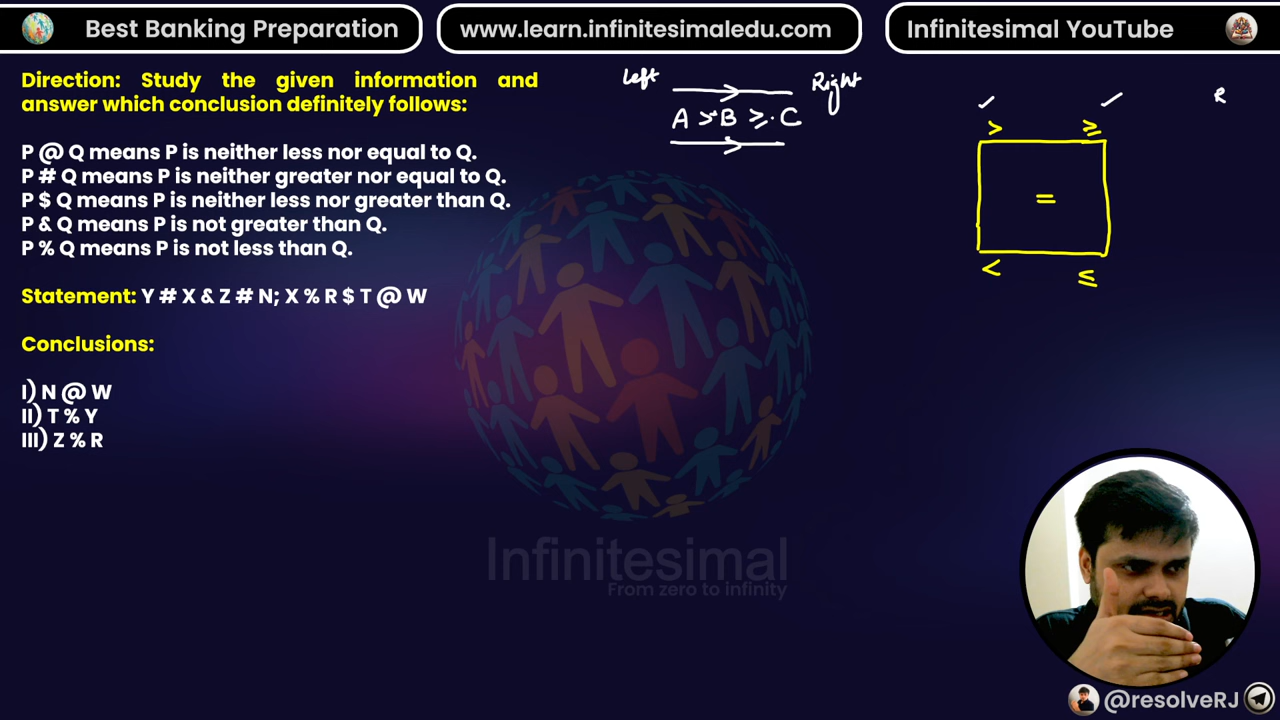 Best Banking Preparation
www.learn.infinitesimaledu.com
Infinitesimal YouTube
Direction: Study the given information and
answer which conclusion definitely follows:
P @ Q means P is neither less nor equal to Q.
P # Q means P is neither greater nor equal to Q.
P $ Q means P is neither less nor greater than Q.
P & Q means P is not greater than Q.
P % Q means P is not less than Q.
Statement: Y # X & Z # N; X % R $ T @ W
Conclusions:
I) N @ W
II) T % Y
III) Z % R
Left
Right
A > B ≥ C
R
> ≥
=
< ≤
Infinitesimal
From zero to infinity
@resolveRJ